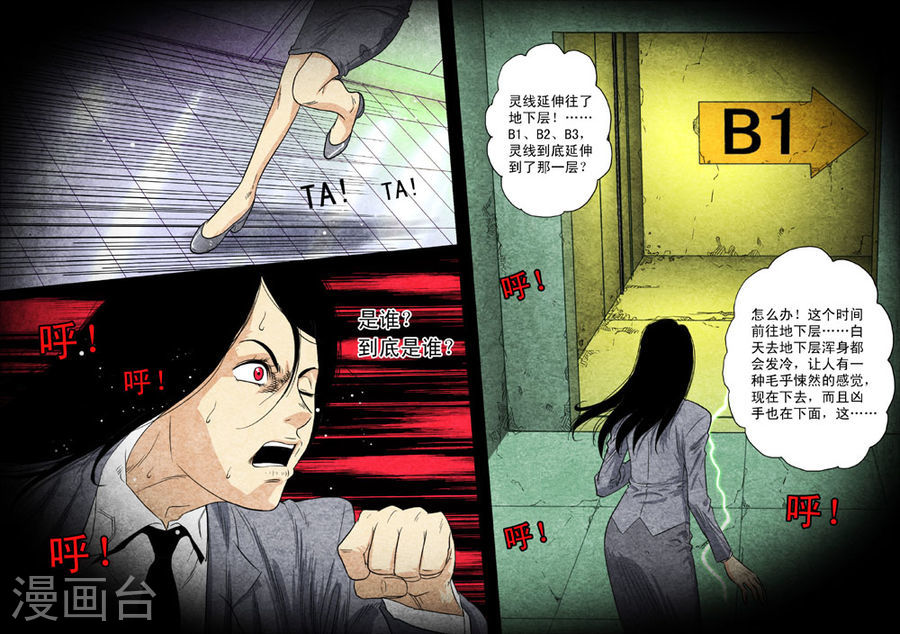 TA!
TA!
呼！
呼！
是谁？
到底是谁？
呼！
漫画台
灵线延伸往了
地下层！……
B1、B2、B3，
灵线到底延伸
到了那一层？
B1
呼！
怎么办！这个时间
前往地下层……白
天去地下层浑身都
会发冷，让人有一
种毛乎悚然的感觉，
现在下去，而且凶
手也在下面，这……
呼！
呼！